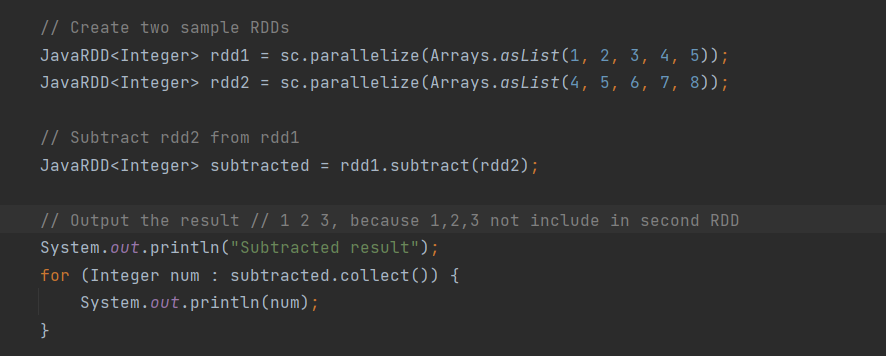 // Create two sample RDDs
JavaRDD<Integer> rdd1 = sc.parallelize(Arrays.asList(1, 2, 3, 4, 5));
JavaRDD<Integer> rdd2 = sc.parallelize(Arrays.asList(4, 5, 6, 7, 8));
// Subtract rdd2 from rdd1
JavaRDD<Integer> subtracted = rdd1.subtract(rdd2);
// Output the result // 1 2 3, because 1,2,3 not include in second RDD
System.out.println("Subtracted result");
for (Integer num : subtracted.collect()) {
    System.out.println(num);
}